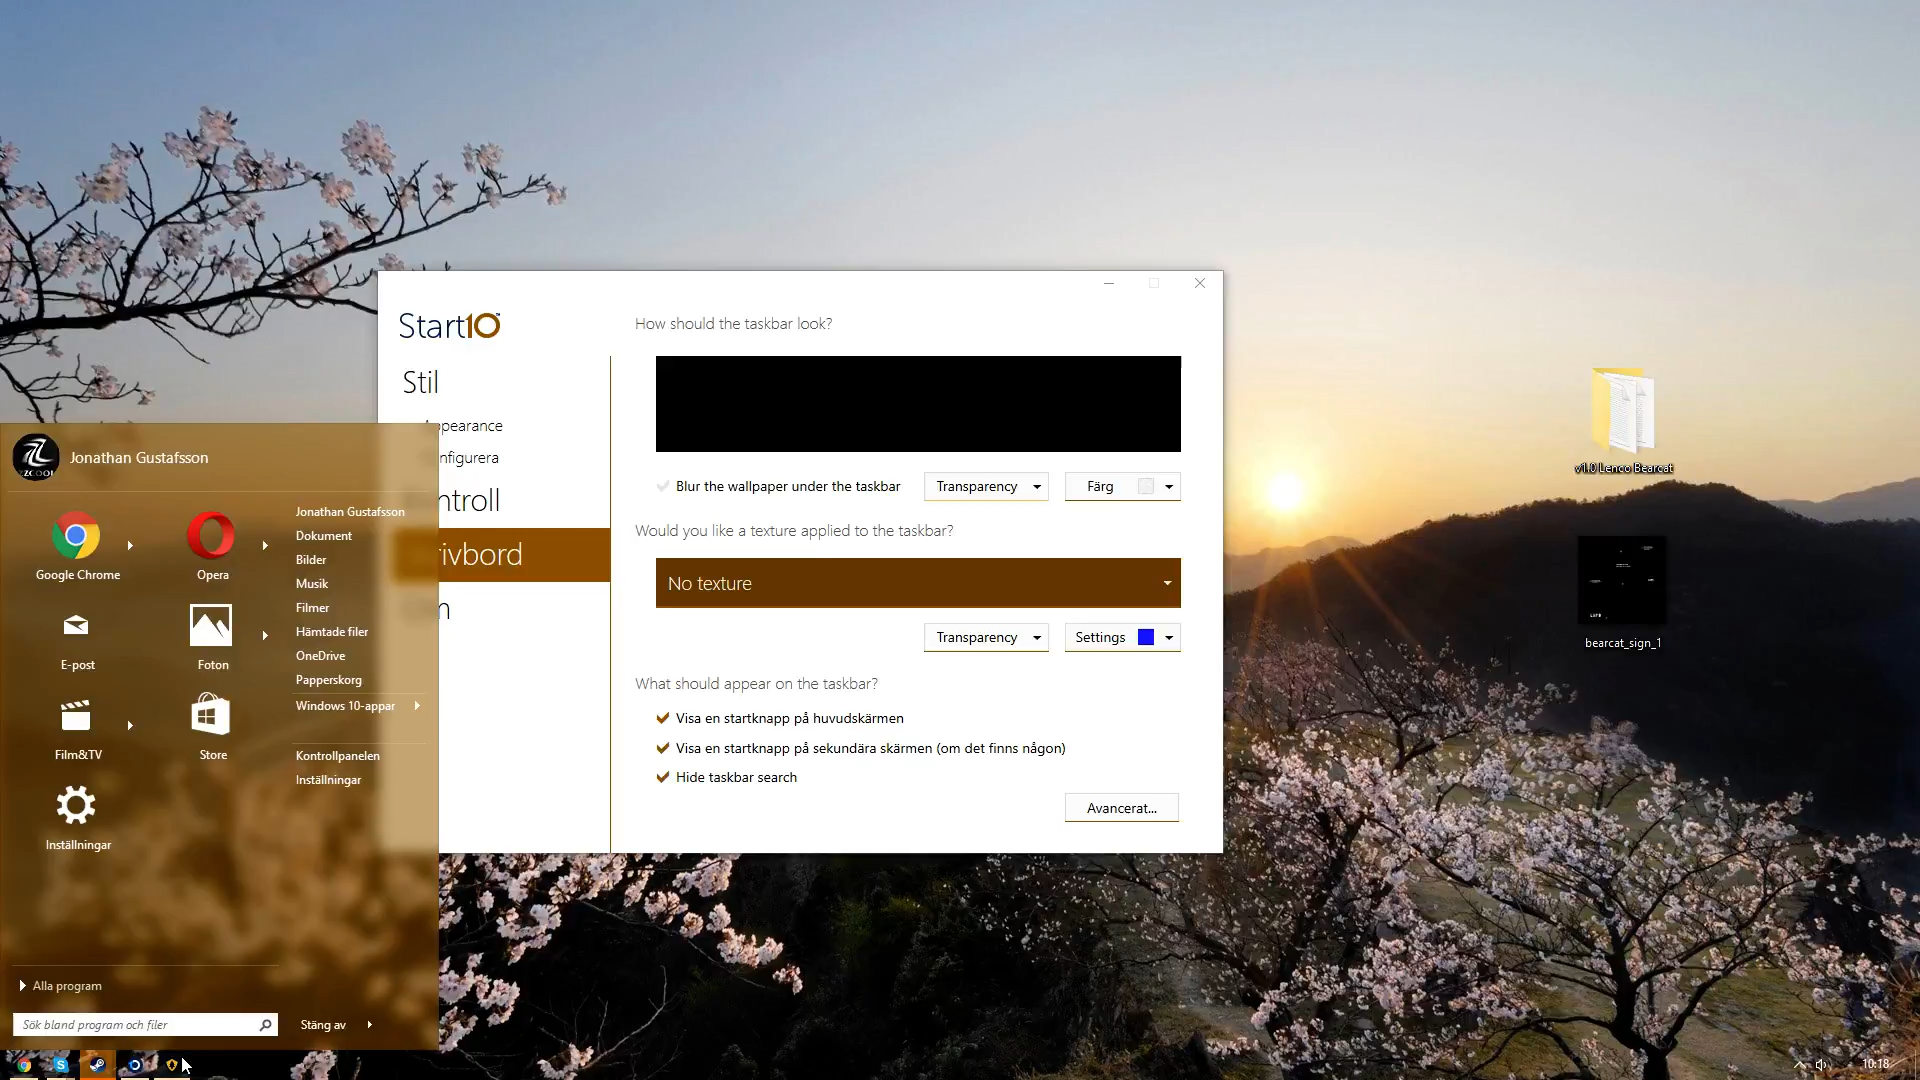 Start10™
How should the taskbar look?
Stil
ppearance
nfigurera
ntroll
ivbord
m
Blur the wallpaper under the taskbar
Transparency
Färg
Would you like a texture applied to the taskbar?
No texture
Transparency
Settings
What should appear on the taskbar?
Visa en startknapp på huvudskärmen
Visa en startknapp på sekundära skärmen (om det finns någon)
Hide taskbar search
Avancerat...
ZZCOOL
Jonathan Gustafsson
Google Chrome
Opera
E-post
Foton
Film&TV
Store
Inställningar
Jonathan Gustafsson
Dokument
Bilder
Musik
Filmer
Hämtade filer
OneDrive
Papperskorg
Windows 10-appar
Kontrollpanelen
Inställningar
Alla program
Sök bland program och filer
Stäng av
v1.0 Lenco Bearcat
bearcat_sign_1
10:18